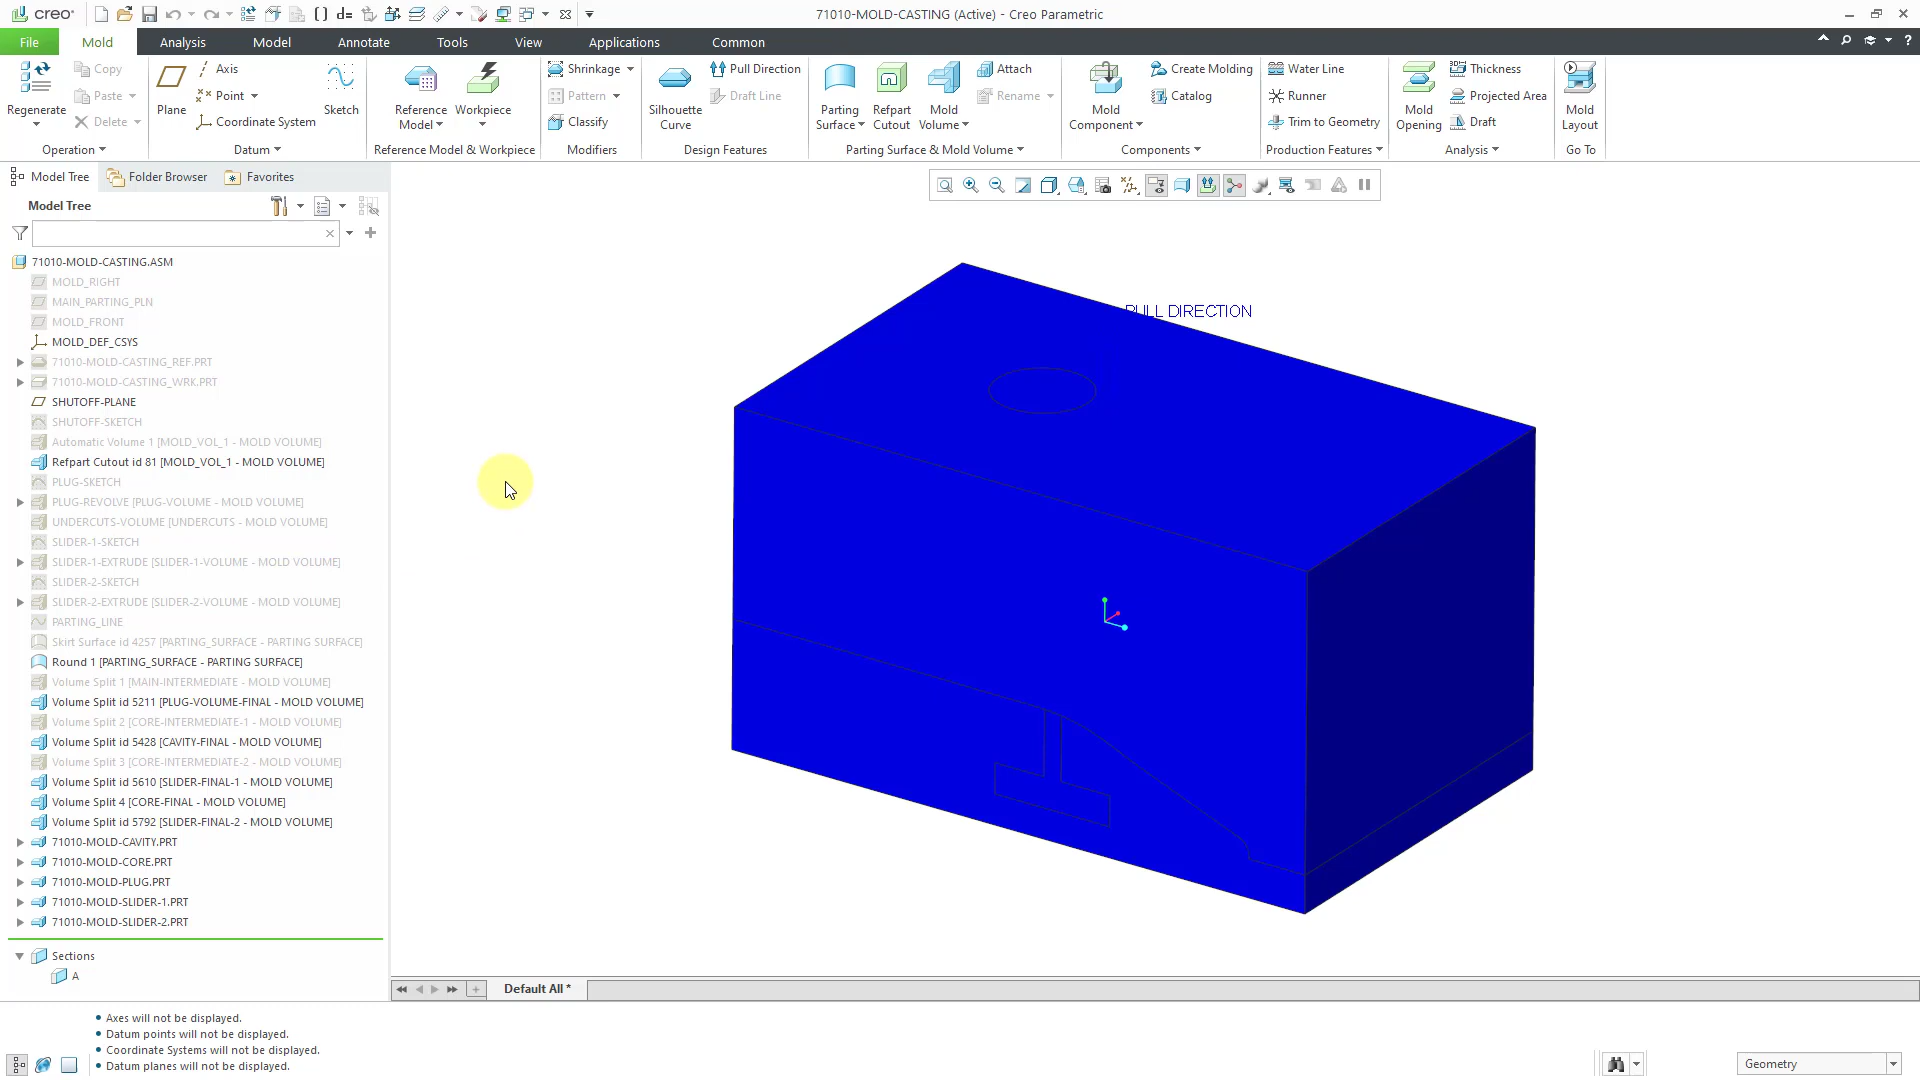 creo
71010-MOLD-CASTING (Active) - Creo Parametric
File Mold Analysis Model Annotate Tools View Applications Common
Regenerate
Copy
Paste
Delete
Operation
Plane
Axis
Point
Coordinate System
Sketch
Datum
Reference
Model
Workpiece
Reference Model & Workpiece
Shrinkage
Pattern
Classify
Modifiers
Silhouette
Curve
Pull Direction
Draft Line
Design Features
Parting
Surface
Refpart
Cutout
Mold
Volume
Attach
Rename
Parting Surface & Mold Volume
Mold
Component
Create Molding
Catalog
Components
Water Line
Runner
Trim to Geometry
Production Features
Mold
Opening
Thickness
Projected Area
Draft
Analysis
Mold
Layout
Go To
Model Tree Folder Browser Favorites
Model Tree
71010-MOLD-CASTING.ASM
MOLD_RIGHT
MAIN_PARTING_PLN
MOLD_FRONT
MOLD_DEF_CSYS
71010-MOLD-CASTING_REF.PRT
71010-MOLD-CASTING_WRK.PRT
SHUTOFF-PLANE
SHUTOFF-SKETCH
Automatic Volume 1 [MOLD_VOL_1 - MOLD VOLUME]
Refpart Cutout id 81 [MOLD_VOL_1 - MOLD VOLUME]
PLUG-SKETCH
PLUG-REVOLVE [PLUG-VOLUME - MOLD VOLUME]
UNDERCUTS-VOLUME [UNDERCUTS - MOLD VOLUME]
SLIDER-1-SKETCH
SLIDER-1-EXTRUDE [SLIDER-1-VOLUME - MOLD VOLUME]
SLIDER-2-SKETCH
SLIDER-2-EXTRUDE [SLIDER-2-VOLUME - MOLD VOLUME]
PARTING_LINE
Skirt Surface id 4257 [PARTING_SURFACE - PARTING SURFACE]
Round 1 [PARTING_SURFACE - PARTING SURFACE]
Volume Split 1 [MAIN-INTERMEDIATE - MOLD VOLUME]
Volume Split id 5211 [PLUG-VOLUME-FINAL - MOLD VOLUME]
Volume Split 2 [CORE-INTERMEDIATE-1 - MOLD VOLUME]
Volume Split id 5428 [CAVITY-FINAL - MOLD VOLUME]
Volume Split 3 [CORE-INTERMEDIATE-2 - MOLD VOLUME]
Volume Split id 5610 [SLIDER-FINAL-1 - MOLD VOLUME]
Volume Split 4 [CORE-FINAL - MOLD VOLUME]
Volume Split id 5792 [SLIDER-FINAL-2 - MOLD VOLUME]
71010-MOLD-CAVITY.PRT
71010-MOLD-CORE.PRT
71010-MOLD-PLUG.PRT
71010-MOLD-SLIDER-1.PRT
71010-MOLD-SLIDER-2.PRT
Sections
A
PULL DIRECTION
Default All *
• Axes will not be displayed.
• Datum points will not be displayed.
• Coordinate Systems will not be displayed.
• Datum planes will not be displayed.
Geometry